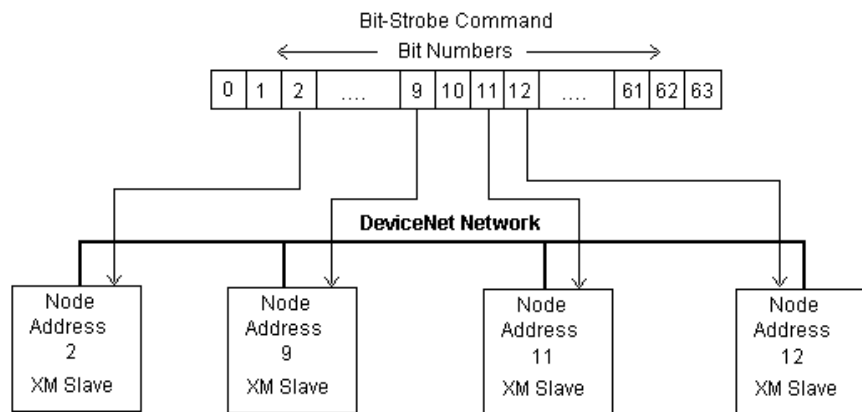 Bit-Strobe Command
Bit Numbers
0 1 2 .... 9 10 11 12 .... 61 62 63
DeviceNet Network
Node Address 2 XM Slave
Node Address 9 XM Slave
Node Address 11 XM Slave
Node Address 12 XM Slave